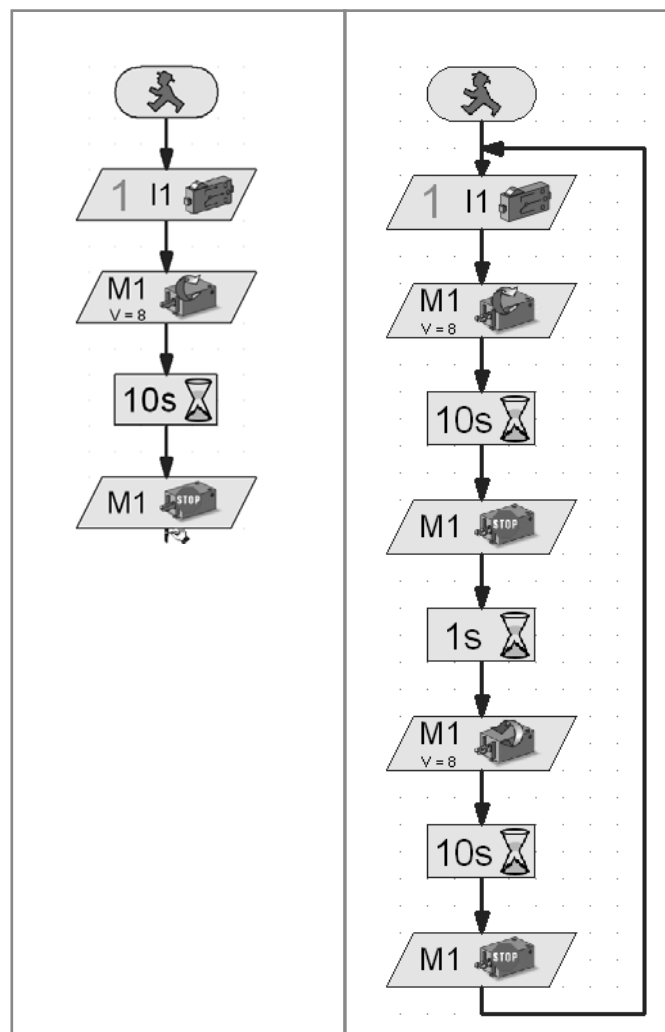 1 I1
M1
V = 8
10s
M1 STOP
1 I1
M1
V = 8
10s
M1 STOP
1s
M1
V = 8
10s
M1 STOP